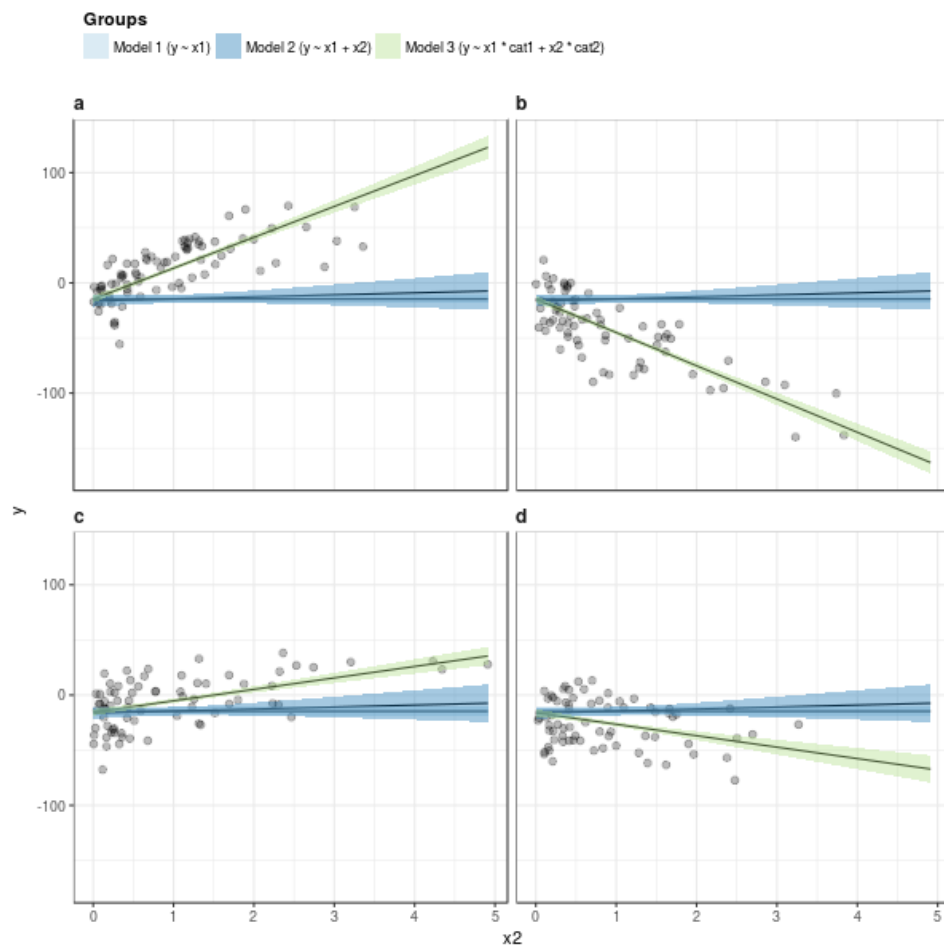 Groups
Model 1 (y ~ x1) Model 2 (y ~ x1 + x2) Model 3 (y ~ x1 * cat1 + x2 * cat2)
a b
100
0
-100
y
c d
100
0
-100
0 1 2 3 4 5 0 1 2 3 4 5
x2